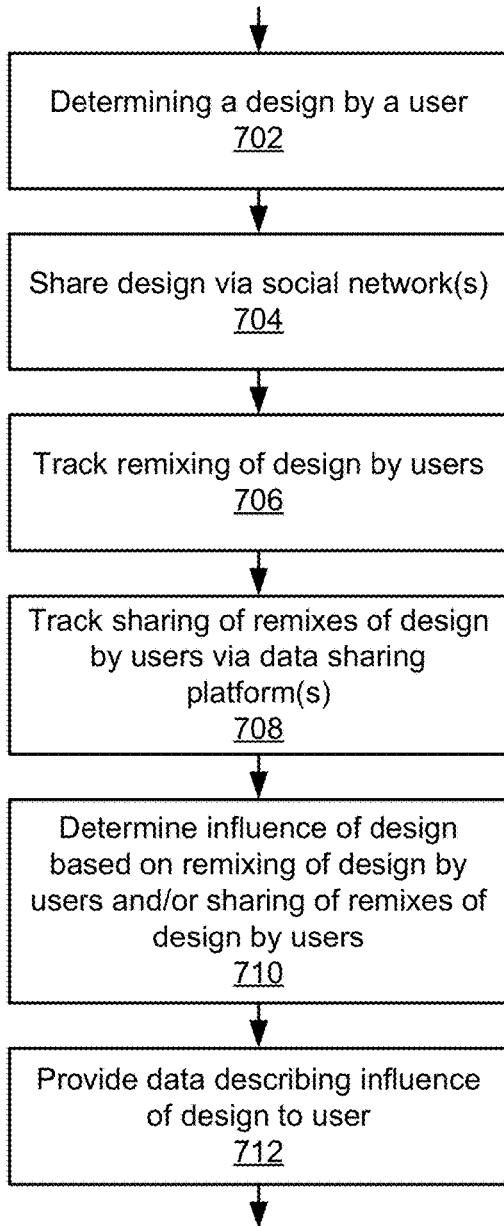 Determining a design by a user
702
Share design via social network(s)
704
Track remixing of design by users
706
Track sharing of remixes of design
by users via data sharing
platform(s)
708
Determine influence of design
based on remixing of design by
users and/or sharing of remixes of
design by users
710
Provide data describing influence
of design to user
712